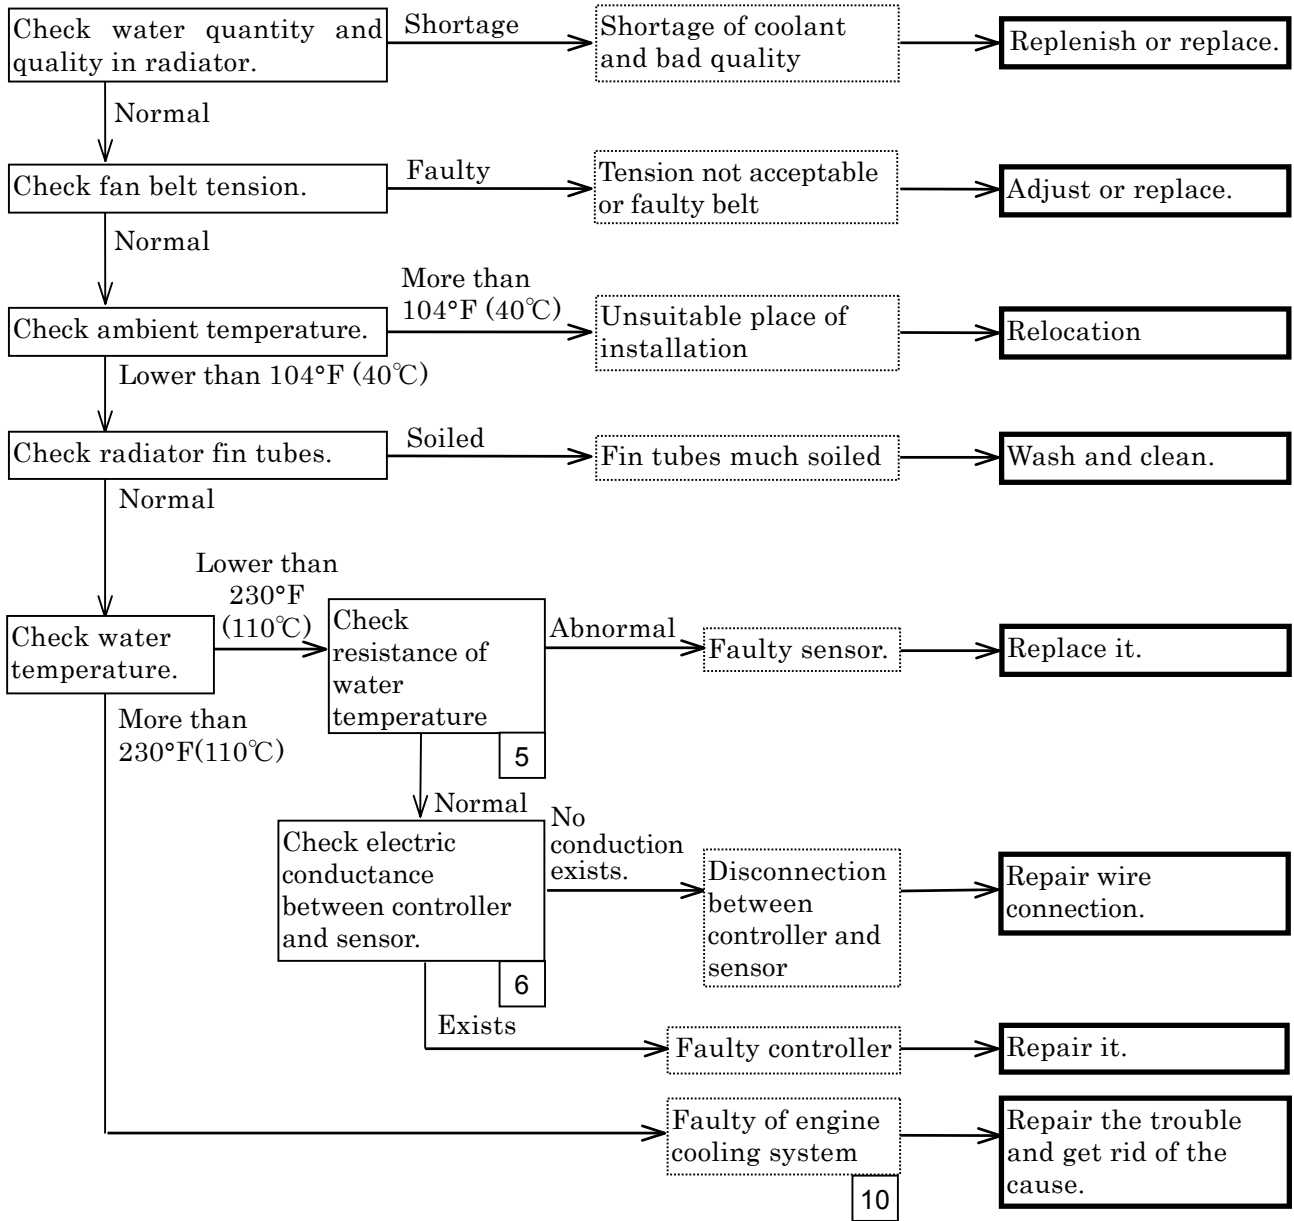 Check water quantity and
quality in radiator.
Shortage
Shortage of coolant
and bad quality
Replenish or replace.
Normal
Check fan belt tension.
Faulty
Tension not acceptable
or faulty belt
Adjust or replace.
Normal
Check ambient temperature.
More than
104°F (40℃)
Unsuitable place of
installation
Relocation
Lower than 104°F (40℃)
Check radiator fin tubes.
Soiled
Fin tubes much soiled
Wash and clean.
Normal
Check water
temperature.
Lower than
230°F
(110℃)
Check
resistance of
water
temperature
5
Abnormal
Faulty sensor.
Replace it.
More than
230°F(110℃)
Normal
Check electric
conductance
between controller
and sensor.
6
No
conduction
exists.
Disconnection
between
controller and
sensor
Repair wire
connection.
Exists
Faulty controller
Repair it.
Faulty of engine
cooling system
10
Repair the trouble
and get rid of the
cause.